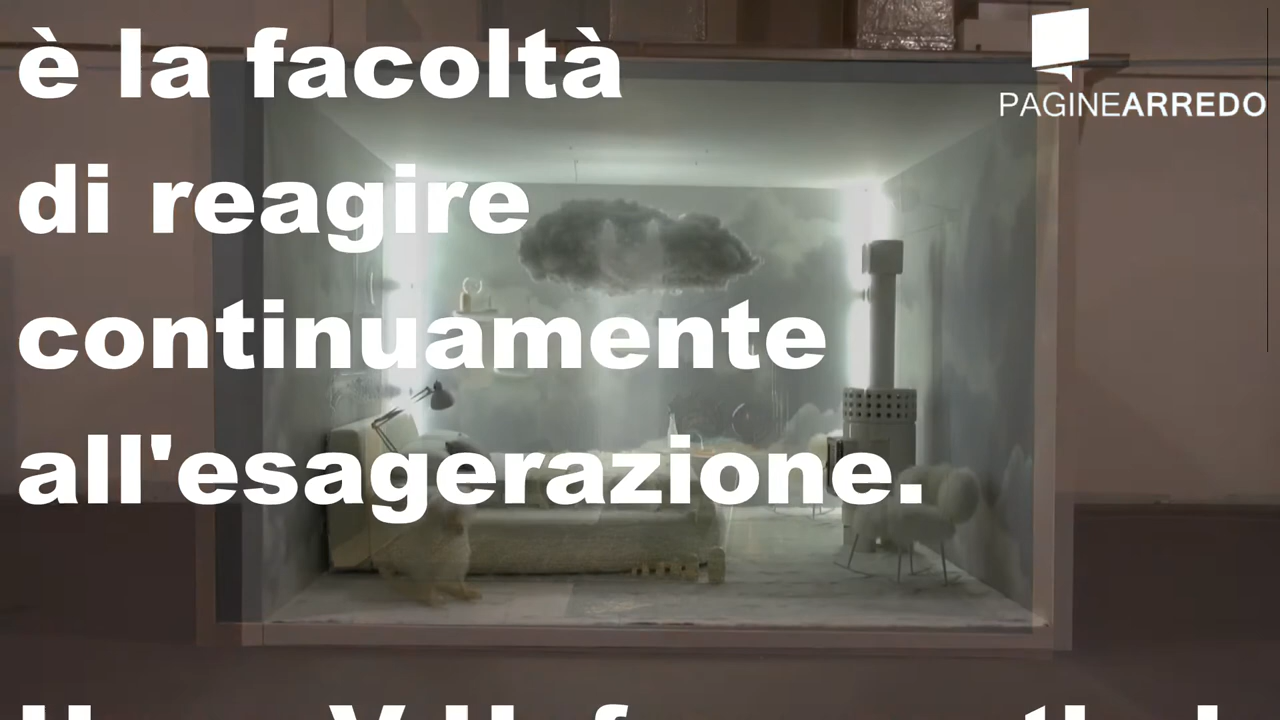 è la facoltà
di reagire
continuamente
all'esagerazione.
PAGINEARREDO